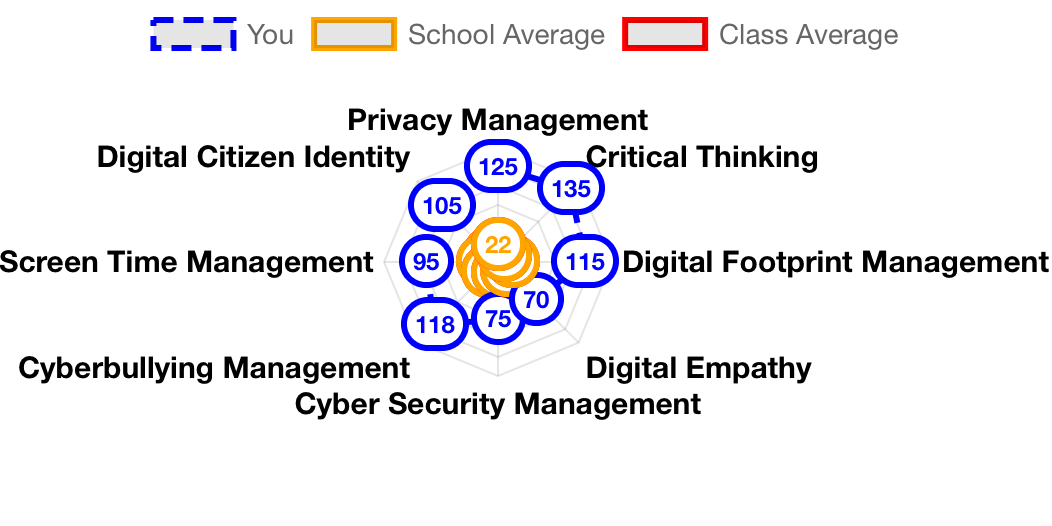 You School Average Class Average
Privacy Management
Digital Citizen Identity Critical Thinking
125
135
105
22
Screen Time Management 95 115 Digital Footprint Management
70
75
118
Cyberbullying Management Digital Empathy
Cyber Security Management